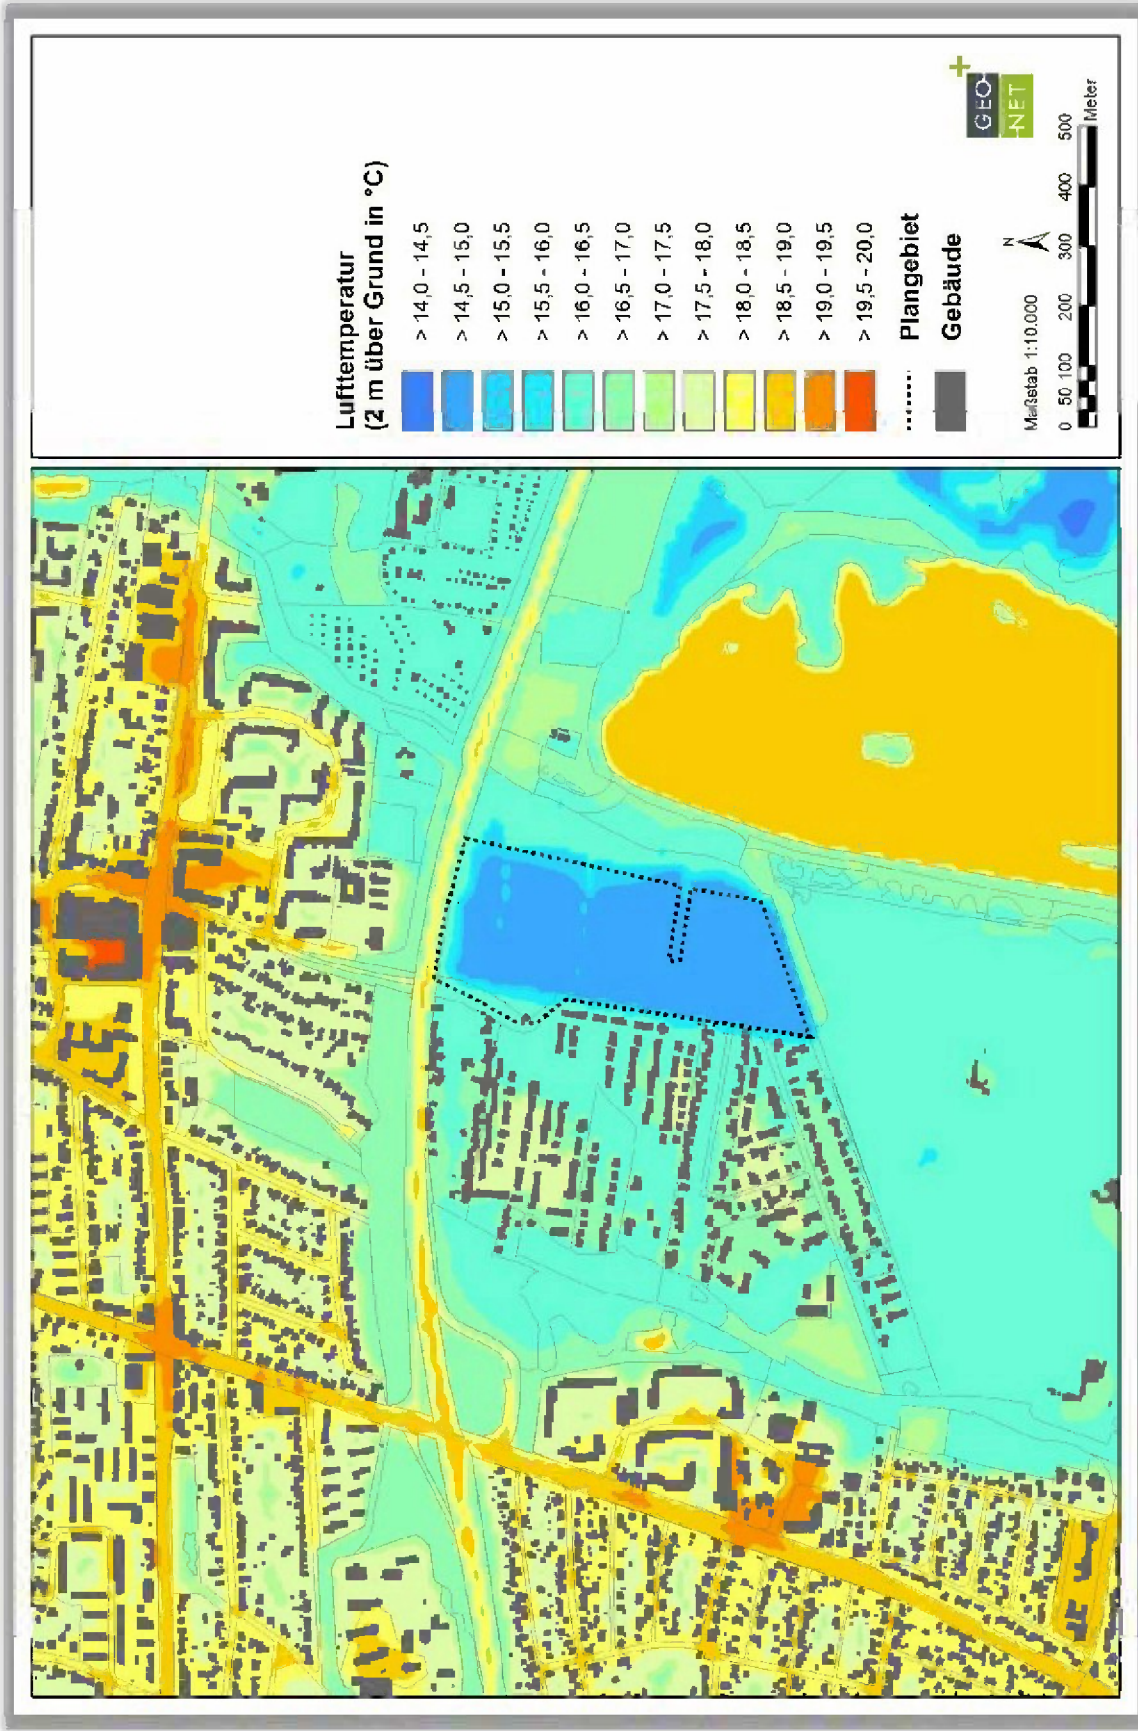 Lufttemperatur
(2 m über Grund in °C)
> 14,0 - 14,5
> 14,5 - 15,0
> 15,0 - 15,5
> 15,5 - 16,0
> 16,0 - 16,5
> 16,5 - 17,0
> 17,0 - 17,5
> 17,5 - 18,0
> 18,0 - 18,5
> 18,5 - 19,0
> 19,0 - 19,5
> 19,5 - 20,0
Plangebiet
Gebäude
N
Maßstab 1:10.000
0 50 100 200 300 400 500
Meter
GEO
-NET